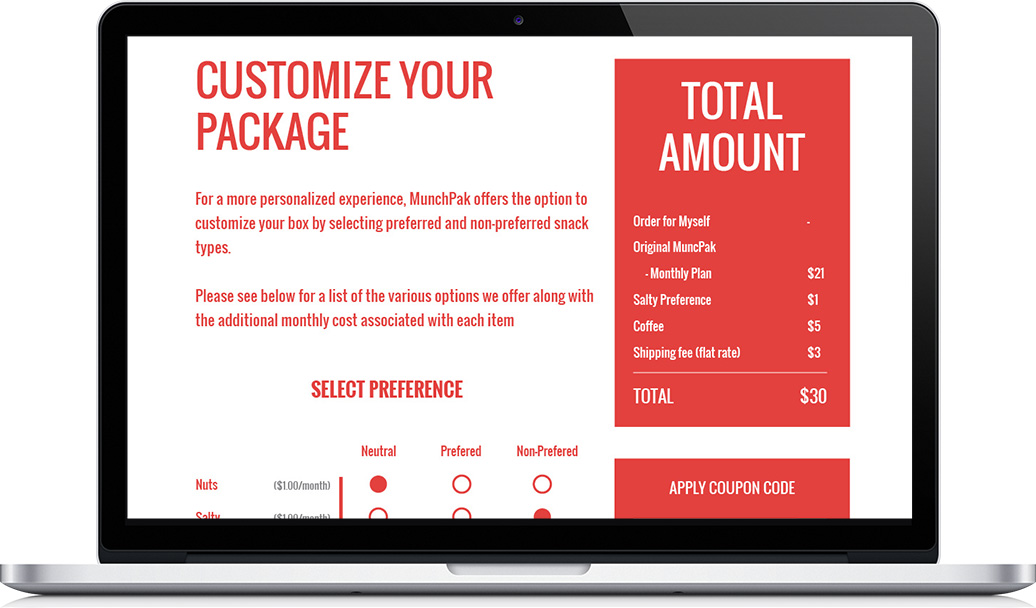 CUSTOMIZE YOUR
PACKAGE
For a more personalized experience, MunchPak offers the option to
customize your box by selecting preferred and non-preferred snack
types.
Please see below for a list of the various options we offer along with
the additional monthly cost associated with each item
SELECT PREFERENCE
Neutral Prefered Non-Prefered
Nuts ($1.00/month)
Salty ($1.00/month)
TOTAL
AMOUNT
Order for Myself -
Original MuncPak
- Monthly Plan $21
Salty Preference $1
Coffee $5
Shipping fee (flat rate) $3
TOTAL $30
APPLY COUPON CODE